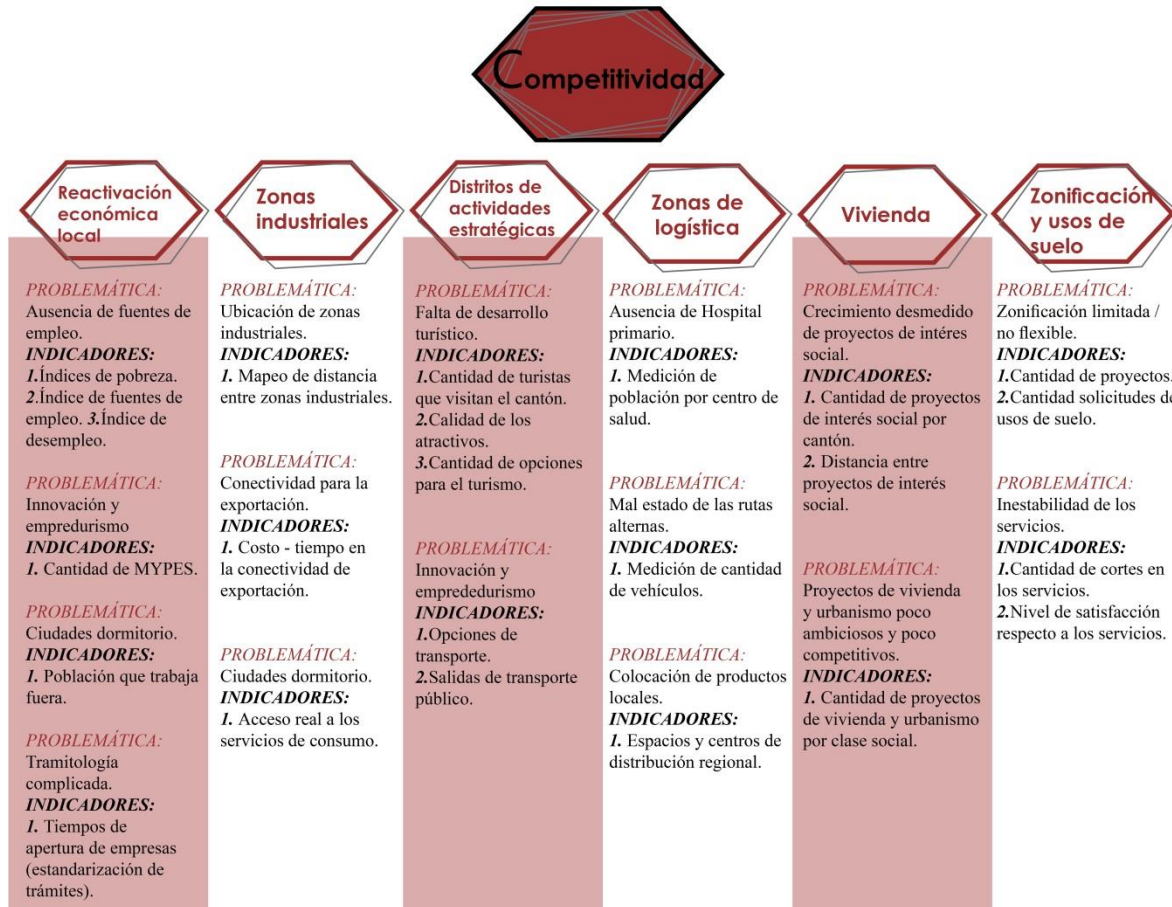 Competitividad
Reactivación
económica
local
PROBLEMÁTICA:
Ausencia de fuentes de
empleo.
INDICADORES:
1.Índices de pobreza.
2.Índice de fuentes de
empleo. 3.Índice de
desempleo.
PROBLEMÁTICA:
Innovación y
empredurismo
INDICADORES:
1. Cantidad de MYPES.
PROBLEMÁTICA:
Ciudades dormitorio.
INDICADORES:
1. Población que trabaja
fuera.
PROBLEMÁTICA:
Tramitología
complicada.
INDICADORES:
1. Tiempos de
apertura de empresas
(estandarización de
trámites).
Zonas
industriales
PROBLEMÁTICA:
Ubicación de zonas
industriales.
INDICADORES:
1. Mapeo de distancia
entre zonas industriales.
PROBLEMÁTICA:
Conectividad para la
exportación.
INDICADORES:
1. Costo - tiempo en
la conectividad de
exportación.
PROBLEMÁTICA:
Ciudades dormitorio.
INDICADORES:
1. Acceso real a los
servicios de consumo.
Distritos de
actividades
estratégicas
PROBLEMÁTICA:
Falta de desarrollo
turístico.
INDICADORES:
1.Cantidad de turistas
que visitan el cantón.
2.Calidad de los
atractivos.
3.Cantidad de opciones
para el turismo.
PROBLEMÁTICA:
Innovación y
emprededurismo
INDICADORES:
1.Opciones de
transporte.
2.Salidas de transporte
público.
Zonas de
logística
PROBLEMÁTICA:
Ausencia de Hospital
primario.
INDICADORES:
1. Medición de
población por centro de
salud.
PROBLEMÁTICA:
Mal estado de las rutas
alternas.
INDICADORES:
1. Medición de cantidad
de vehículos.
PROBLEMÁTICA:
Colocación de productos
locales.
INDICADORES:
1. Espacios y centros de
distribución regional.
Vivienda
PROBLEMÁTICA:
Crecimiento desmedido
de proyectos de intéres
social.
INDICADORES:
1. Cantidad de proyectos
de interés social por
cantón.
2. Distancia entre
proyectos de interés
social.
PROBLEMÁTICA:
Proyectos de vivienda
y urbanismo poco
ambiciosos y poco
competitivos.
INDICADORES:
1. Cantidad de proyectos
de vivienda y urbanismo
por clase social.
Zonificación
y usos de
suelo
PROBLEMÁTICA:
Zonificación limitada /
no flexible.
INDICADORES:
1.Cantidad de proyectos.
2.Cantidad solicitudes de
usos de suelo.
PROBLEMÁTICA:
Inestabilidad de los
servicios.
INDICADORES:
1.Cantidad de cortes en
los servicios.
2.Nivel de satisfacción
respecto a los servicios.